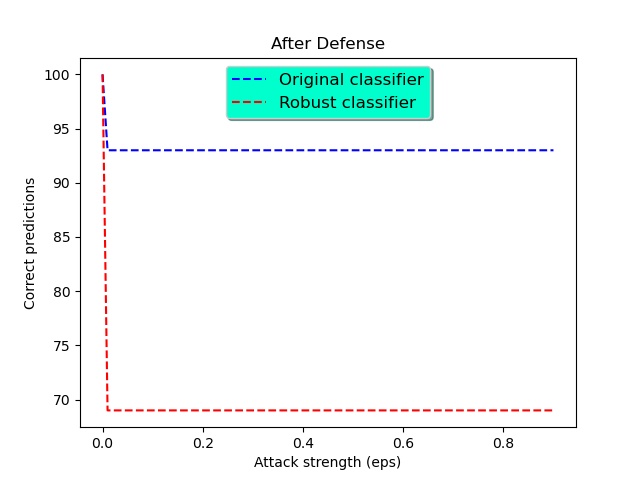 After Defense
Original classifier
Robust classifier
100
95
90
85
80
75
70
Correct predictions
0.0 0.2 0.4 0.6 0.8
Attack strength (eps)